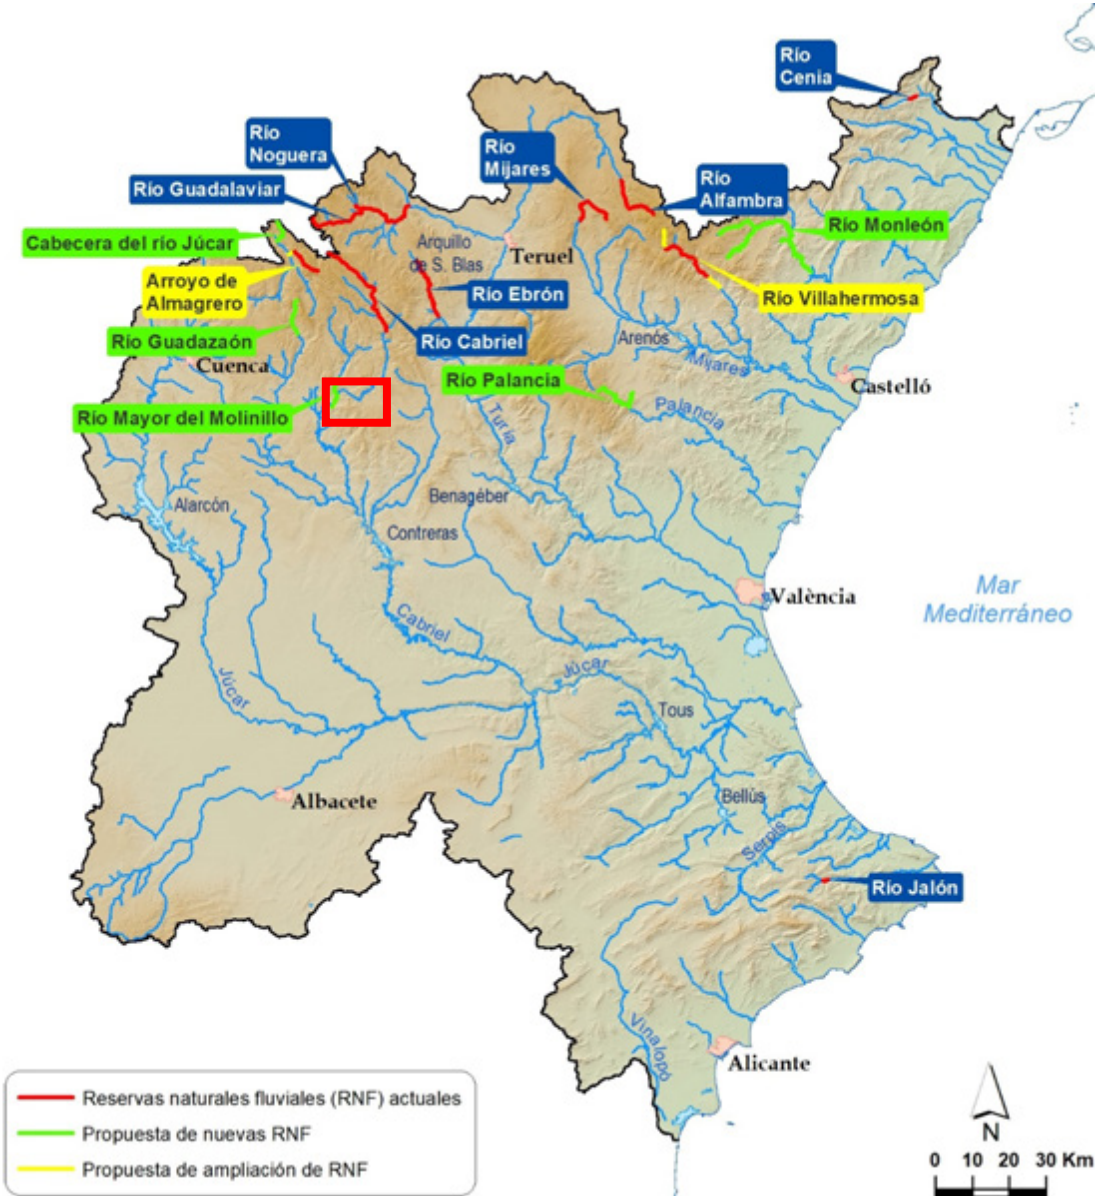 Río
Cenia
Río
Noguera
Río
Mijares
Río Guadalaviar
Río
Alfambra
Río Monleón
Cabecera del río Júcar
Arquillo
de S. Blas
Teruel
Arroyo de
Almagrero
Río Ebrón
Río Villahermosa
Río Guadazaón
Río Cabriel
Arenós
Mijares
Cuenca
Río Palancia
Castelló
Río Mayor del Molinillo
Turia
Palancia
Alarcón
Benagéber
Contreras
València
Mar
Mediterráneo
Cabriel
Júcar
Júcar
Tous
Albacete
Bellús
Serpis
Río Jalón
Vinalopó
Alicante
Reservas naturales fluviales (RNF) actuales
Propuesta de nuevas RNF
Propuesta de ampliación de RNF
N
0 10 20 30 Km